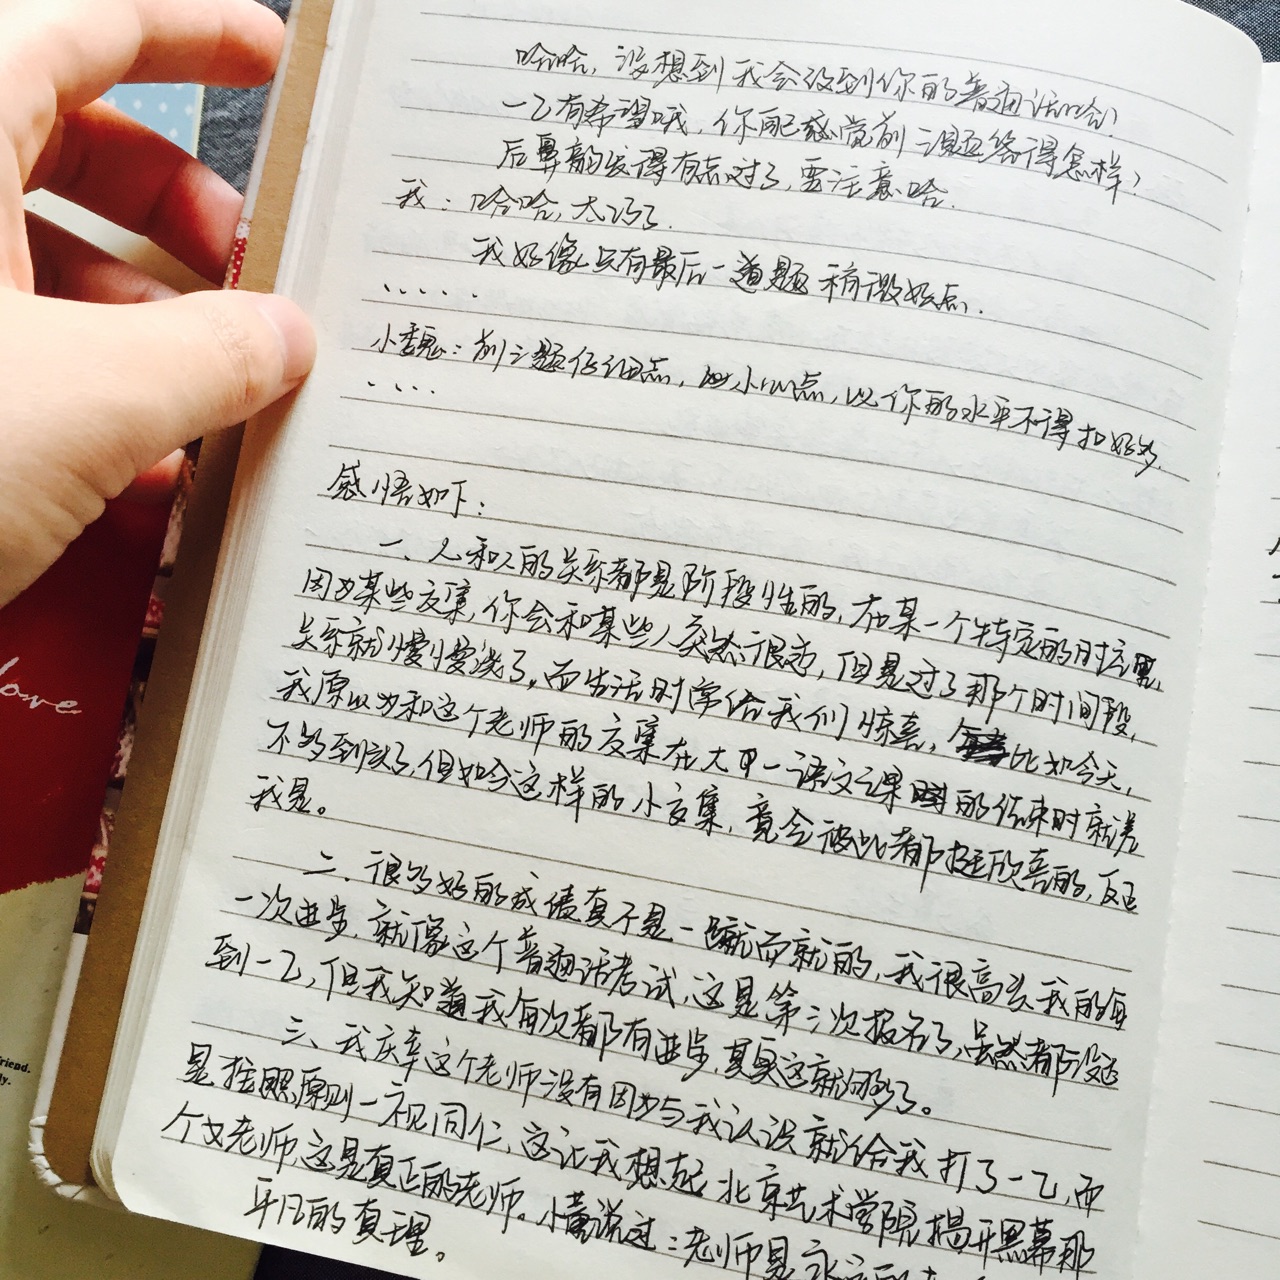 哈哈，没想到我会改到你的普通话哈！
一乙有希望哦，你自己感觉前三题答得怎样？
后鼻韵发得有点过了，要注意哈.
我：哈哈，太巧了.
我好像只有最后一道题稍微好点.
.....
小魏：前三题仔细点，小心点，以你的水平不得扣好多.
....
感悟如下：
一、人和人的关系都是阶段性的，在某一个特定的时间里，
因为某些交集，你会和某些人突然很近，但是过了那个时间段，
关系就慢慢淡了。而生活时常给我们惊喜，比如今天，
我原以为和这个老师的交集在大一语文课的结束时就差
不多到头了，但如今这样的小交集，竟会彼此都挺欣喜的，反正
我是。
二、很多好的成绩真不是一蹴而就的，我很高兴我的每
一次进步，就像这个普通话考试，这是第三次报名了，虽然都没达
到一乙，但我知道我每次都有进步，其实这就够了。
三、我庆幸这个老师没有因为与我认识就给我打了一乙，而
是按照原则一视同仁，这让我想起北京艺术学院揭开黑幕那
个女老师，这是真正的老师。小黄说过：老师是永远的
平凡的真理。
love
riend.
ly.